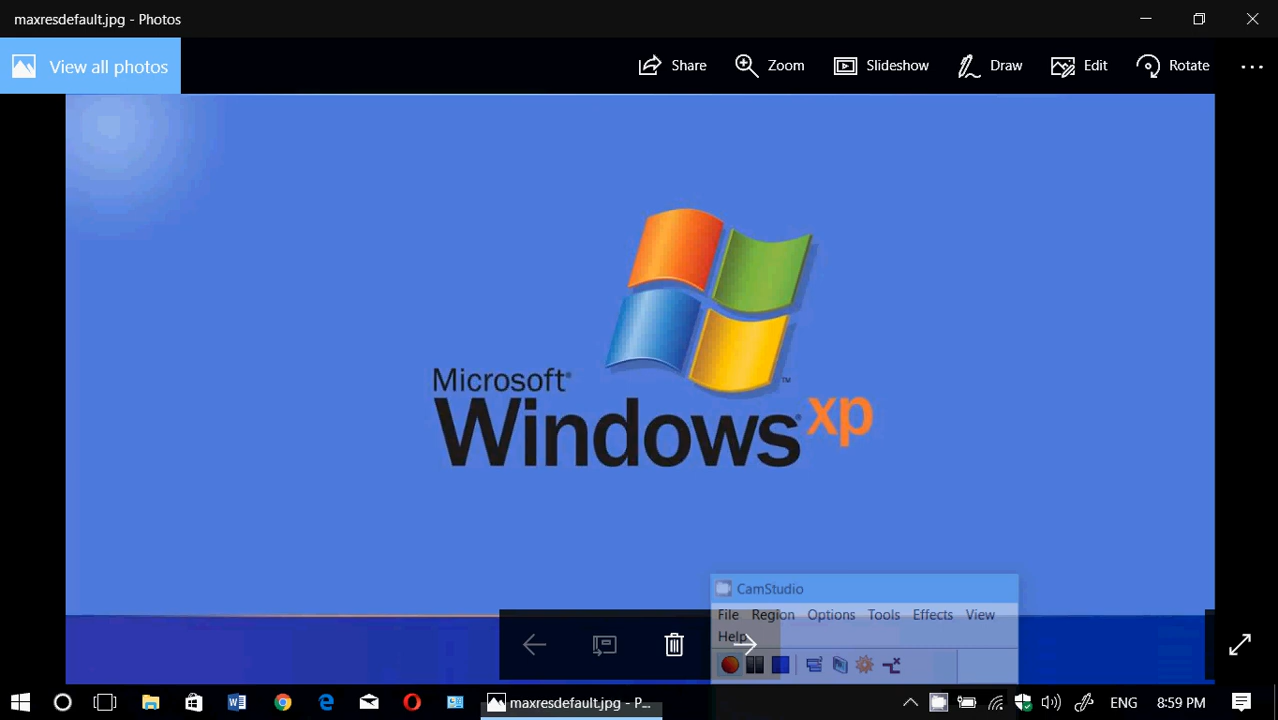 maxresdefault.jpg - Photos
View all photos
Share
Zoom
Slideshow
Draw
Edit
Rotate
Microsoft®
Windows® xp
™
CamStudio
File Region Options Tools Effects View
Help
maxresdefault.jpg - P...
ENG
8:59 PM